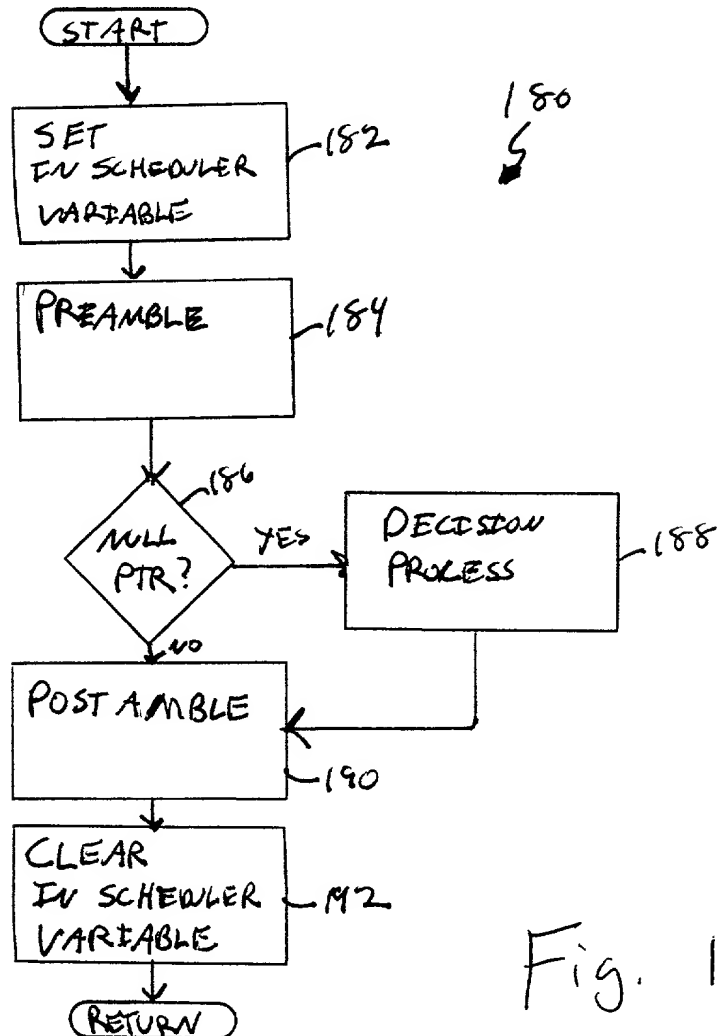 START
180
SET
IN SCHEDULER
VARIABLE
182
PREAMBLE
184
186
NULL
PTR?
YES
DECISION
PROCESS
188
NO
POSTAMBLE
190
CLEAR
IN SCHEDULER
VARIABLE
192
RETURN
Fig. 1